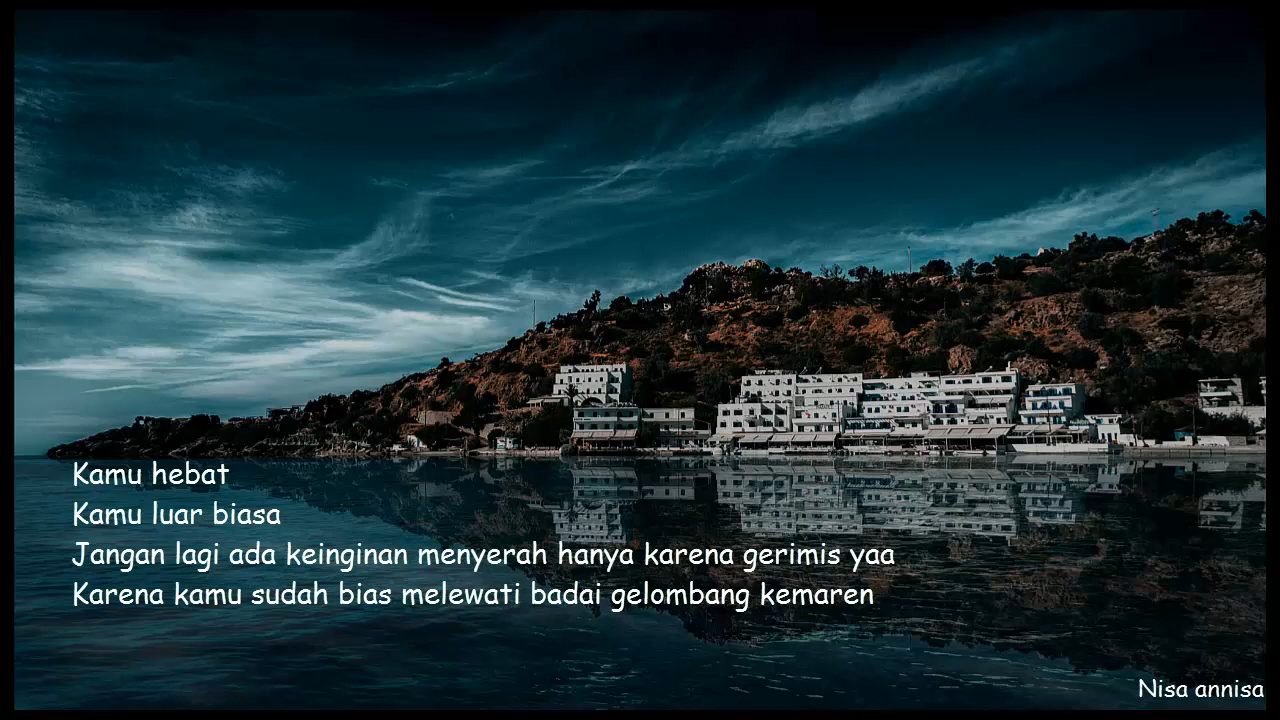 Kamu hebat
Kamu luar biasa
Jangan lagi ada keinginan menyerah hanya karena gerimis yaa
Karena kamu sudah bias melewati badai gelombang kemaren
Nisa annisa